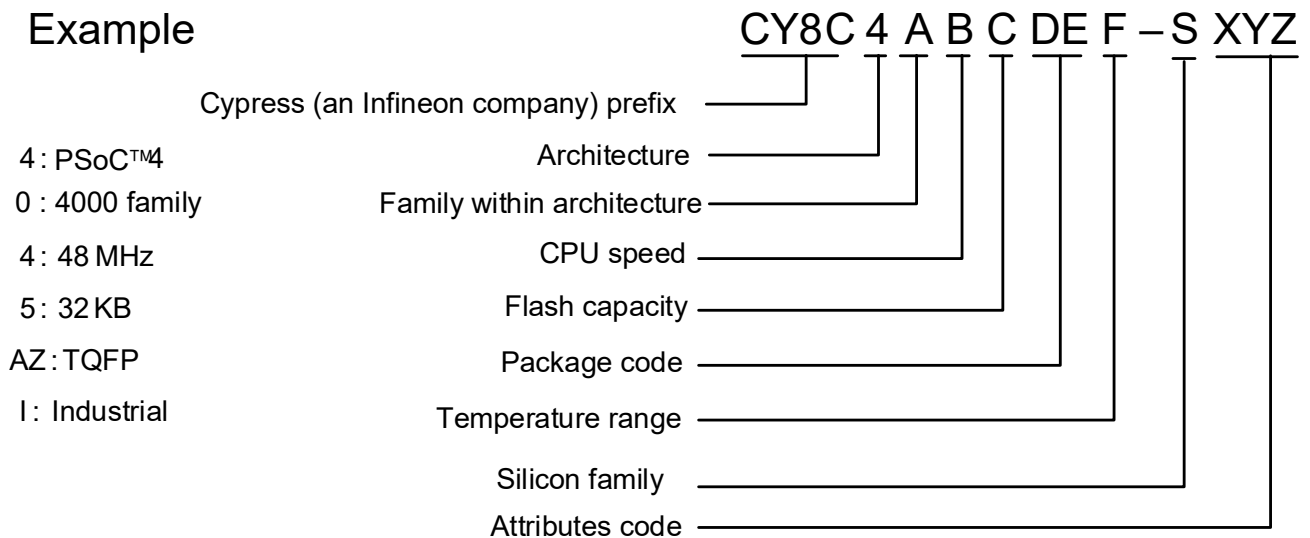 Example CY8C 4 A B C DE F – S XYZ
Cypress (an Infineon company) prefix
4: PSoC™4 Architecture
0 : 4000 family Family within architecture
4: 48 MHz CPU speed
5: 32 KB Flash capacity
AZ: TQFP Package code
I: Industrial Temperature range
Silicon family
Attributes code